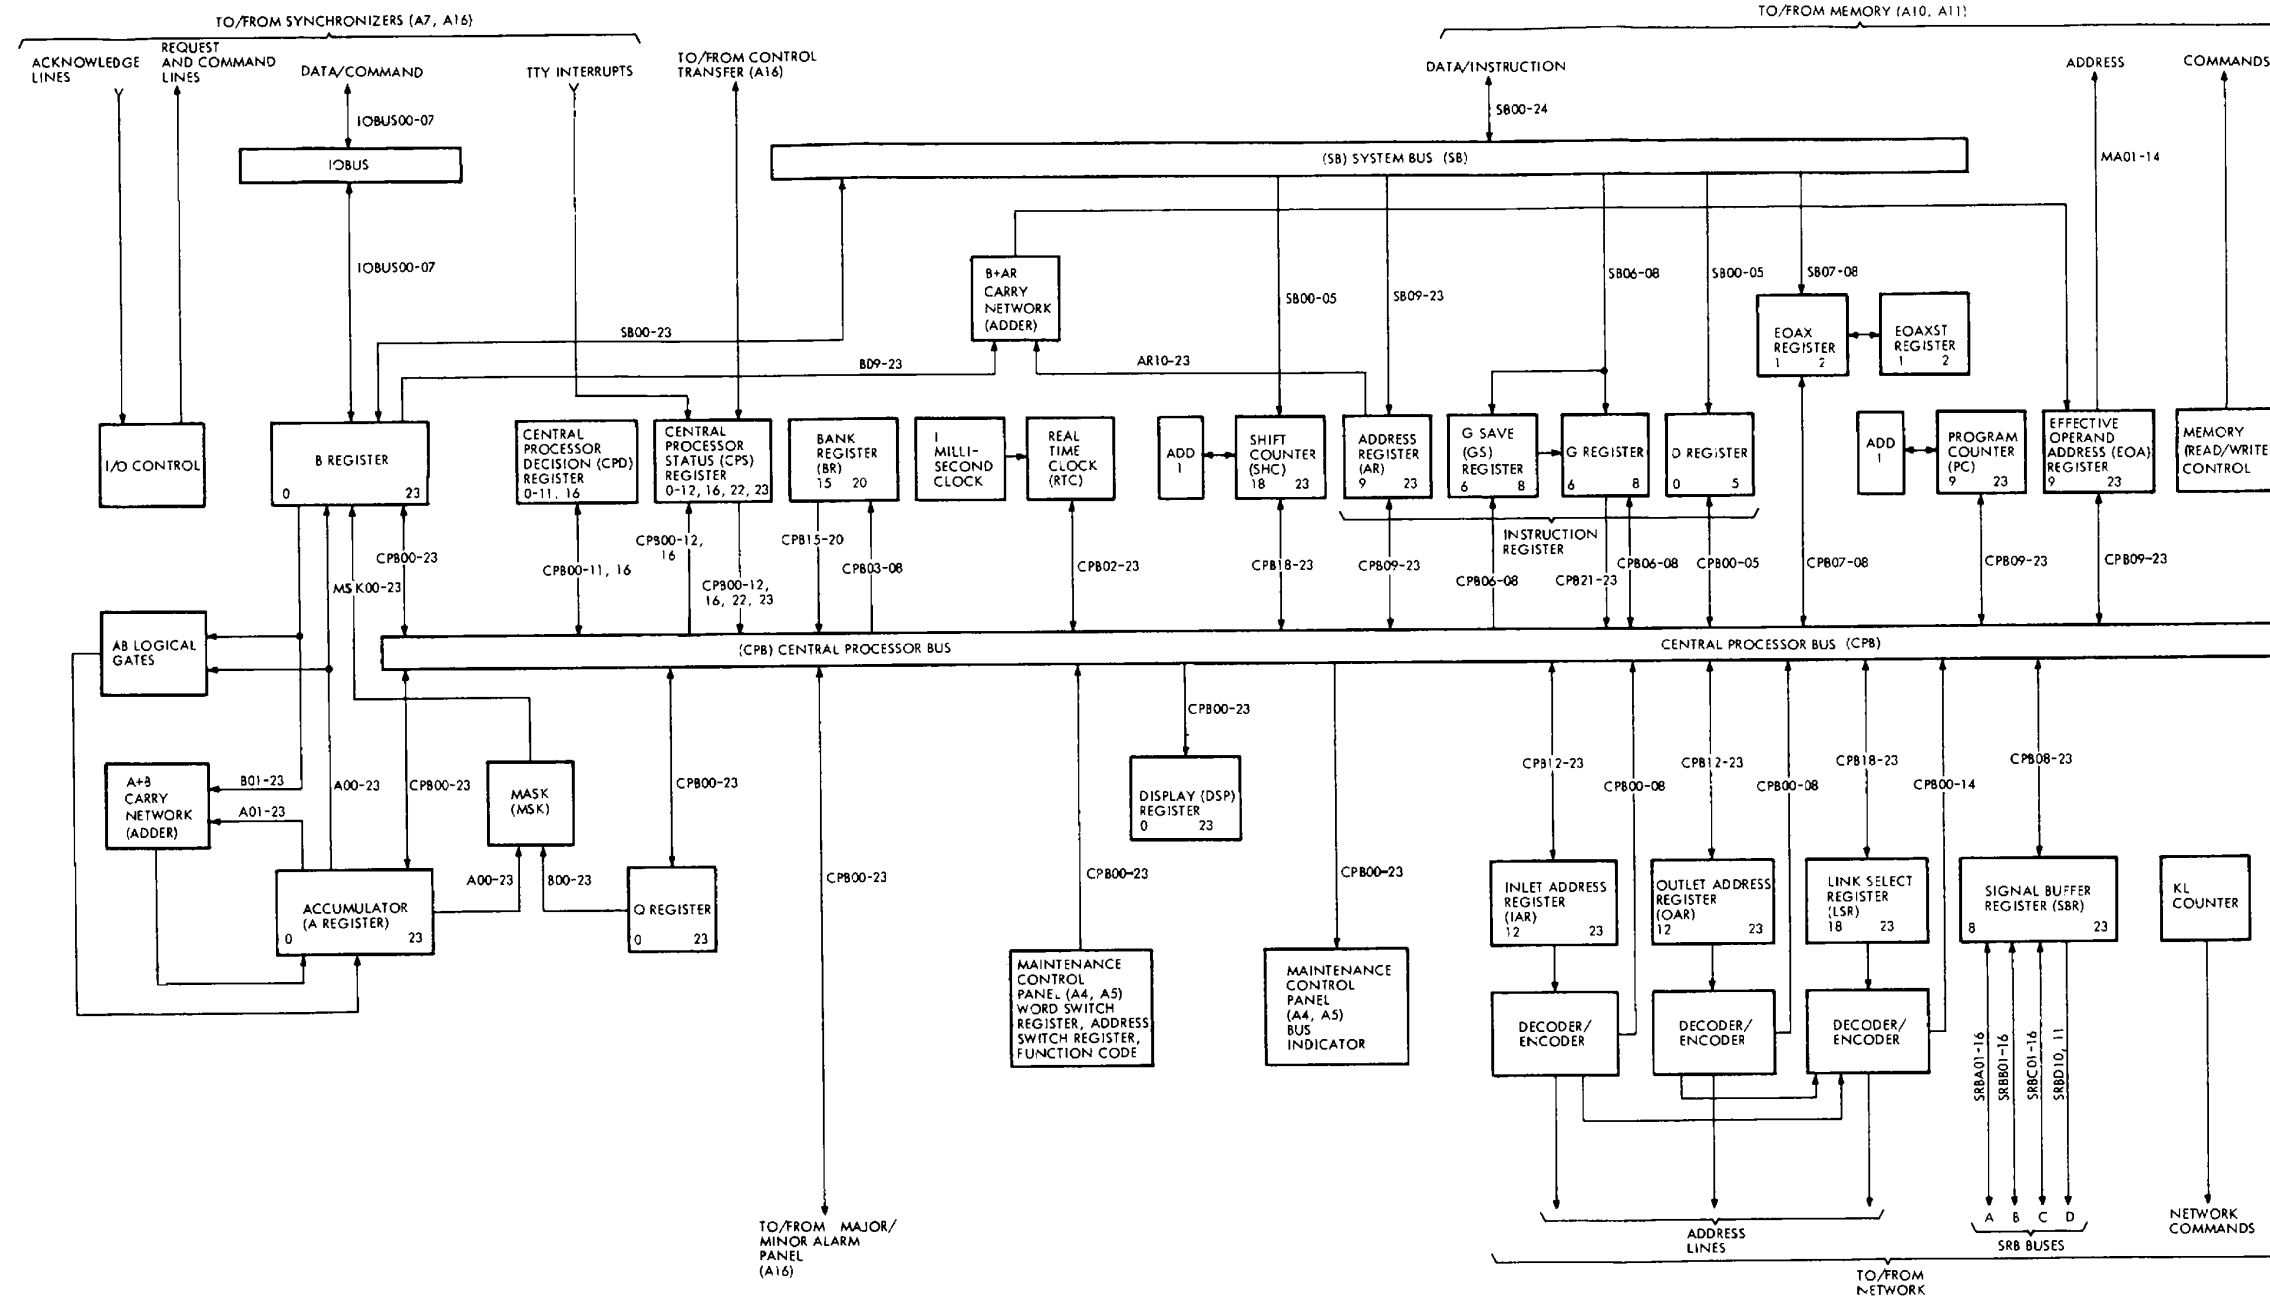 TO/FROM SYNCHRONIZERS (A7, A16)
TO/FROM MEMORY (A10, A11)
ACKNOWLEDGE
LINES
REQUEST
AND COMMAND
LINES
DATA/COMMAND
TTY INTERRUPTS
TO/FROM CONTROL
TRANSFER (A16)
DATA/INSTRUCTION
ADDRESS
COMMANDS
IOBUS00-07
SB00-24
IOBUS
(SB) SYSTEM BUS (SB)
MA01-14
IOBUS00-07
B+AR
CARRY
NETWORK
(ADDER)
SB00-05
SB09-23
SB06-08
SB00-05
SB07-08
SB00-23
BD9-23
AR10-23
EOAX
REGISTER
1 2
EOAXST
REGISTER
1 2
I/O CONTROL
B REGISTER
0 23
CENTRAL
PROCESSOR
DECISION (CPD)
REGISTER
0-11, 16
CENTRAL
PROCESSOR
STATUS (CPS)
REGISTER
0-12, 16, 22, 23
BANK
REGISTER
(BR)
15 20
1
MILLI-
SECOND
CLOCK
REAL
TIME
CLOCK
(RTC)
ADD
1
SHIFT
COUNTER
(SHC)
18 23
ADDRESS
REGISTER
(AR)
9 23
G SAVE
(GS)
REGISTER
6 8
G REGISTER
6 8
O REGISTER
0 5
ADD
1
PROGRAM
COUNTER
(PC)
9 23
EFFECTIVE
OPERAND
ADDRESS (EOA)
REGISTER
9 23
MEMORY
(READ/WRITE
CONTROL
INSTRUCTION
REGISTER
MSK00-23
CPB00-23
CPB00-11, 16
CPB00-12,
16
CPB00-12,
16, 22, 23
CPB15-20
CPB03-08
CPB02-23
CPB18-23
CPB09-23
CPB06-08
CPB21-23
CPB06-08
CPB00-05
CPB07-08
CPB09-23
CPB09-23
AB LOGICAL
GATES
(CPB) CENTRAL PROCESSOR BUS
CENTRAL PROCESSOR BUS (CPB)
A+B
CARRY
NETWORK
(ADDER)
B01-23
A01-23
A00-23
CPB00-23
MASK
(MSK)
CPB00-23
CPB00-23
DISPLAY (DSP)
REGISTER
0 23
CPB12-23
CPB00-08
CPB12-23
CPB00-08
CPB18-23
CPB00-14
CPB08-23
ACCUMULATOR
(A REGISTER)
0 23
A00-23
B00-23
Q REGISTER
0 23
CPB00-23
CPB00-23
CPB00-23
INLET ADDRESS
REGISTER
(IAR)
12 23
OUTLET ADDRESS
REGISTER
(OAR)
12 23
LINK SELECT
REGISTER
(LSR)
18 23
SIGNAL BUFFER
REGISTER (SBR)
8 23
KL
COUNTER
MAINTENANCE
CONTROL
PANEL (A4, A5)
WORD SWITCH
REGISTER, ADDRESS
SWITCH REGISTER,
FUNCTION CODE
MAINTENANCE
CONTROL
PANEL
(A4, A5)
BUS
INDICATOR
DECODER/
ENCODER
DECODER/
ENCODER
DECODER/
ENCODER
SRBA01-16
SRBB01-16
SRBC01-16
SRBD10, 11
TO/FROM MAJOR/
MINOR ALARM
PANEL
(A16)
ADDRESS
LINES
A B C D
SRB BUSES
NETWORK
COMMANDS
TO/FROM
NETWORK